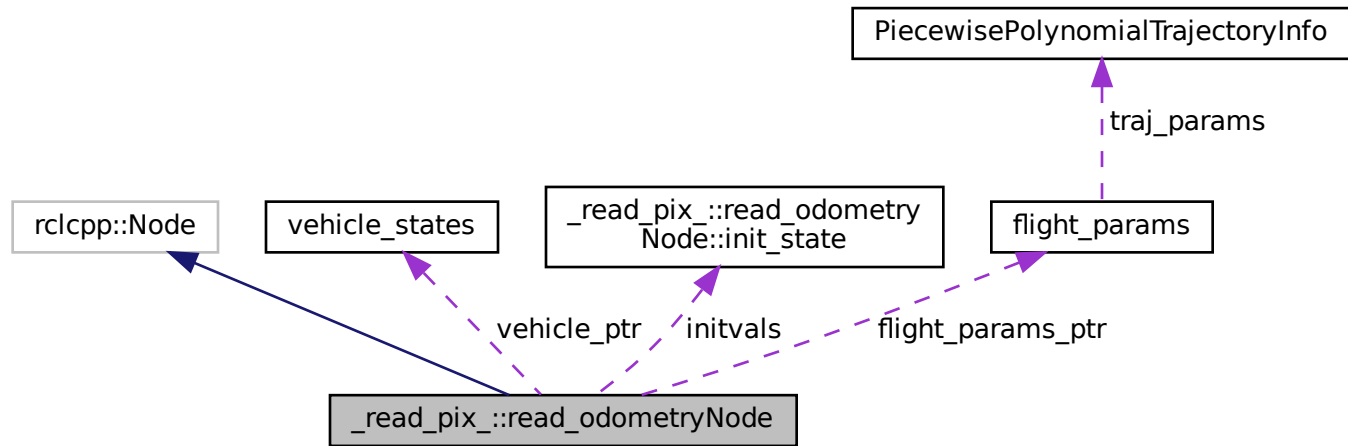 PiecewisePolynomialTrajectoryInfo
traj_params
rclcpp::Node
vehicle_states
_read_pix_::read_odometry
Node::init_state
flight_params
vehicle_ptr
initvals
flight_params_ptr
_read_pix_::read_odometryNode